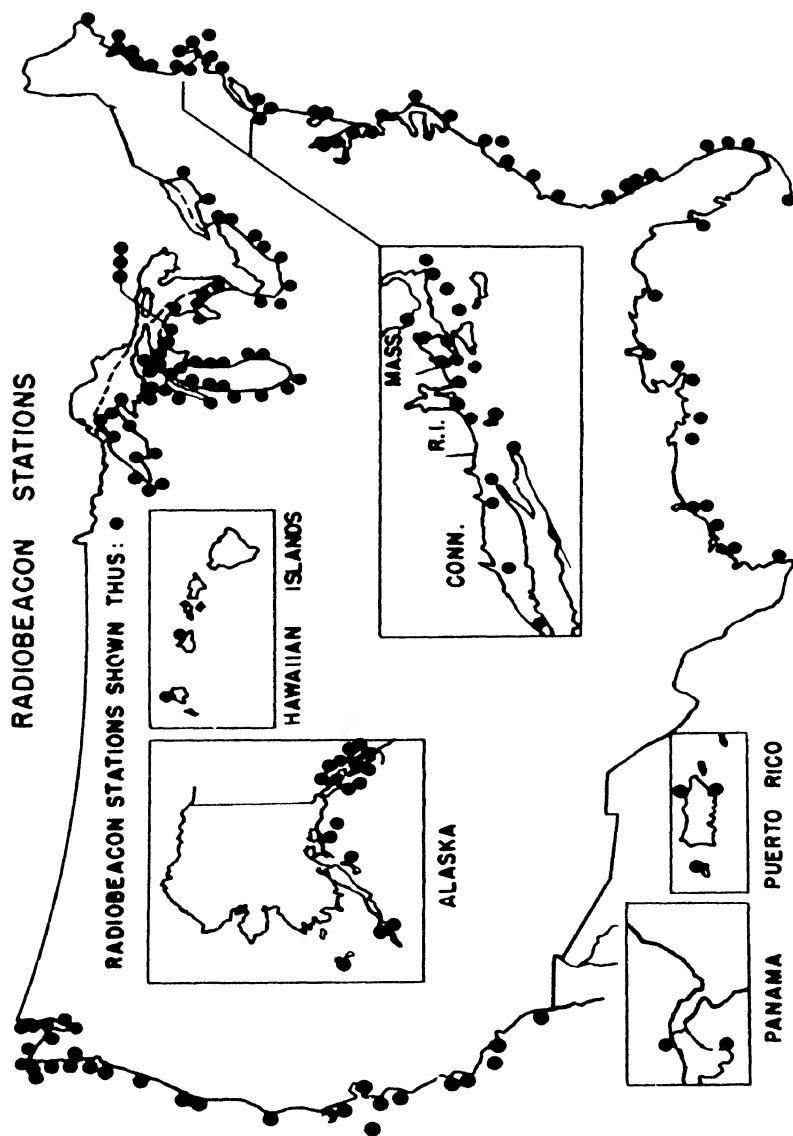 RADIOBEACON STATIONS
RADIOBEACON STATIONS SHOWN THUS:
HAWAIIAN ISLANDS
ALASKA
MASS.
R.I.
CONN.
PUERTO RICO
PANAMA